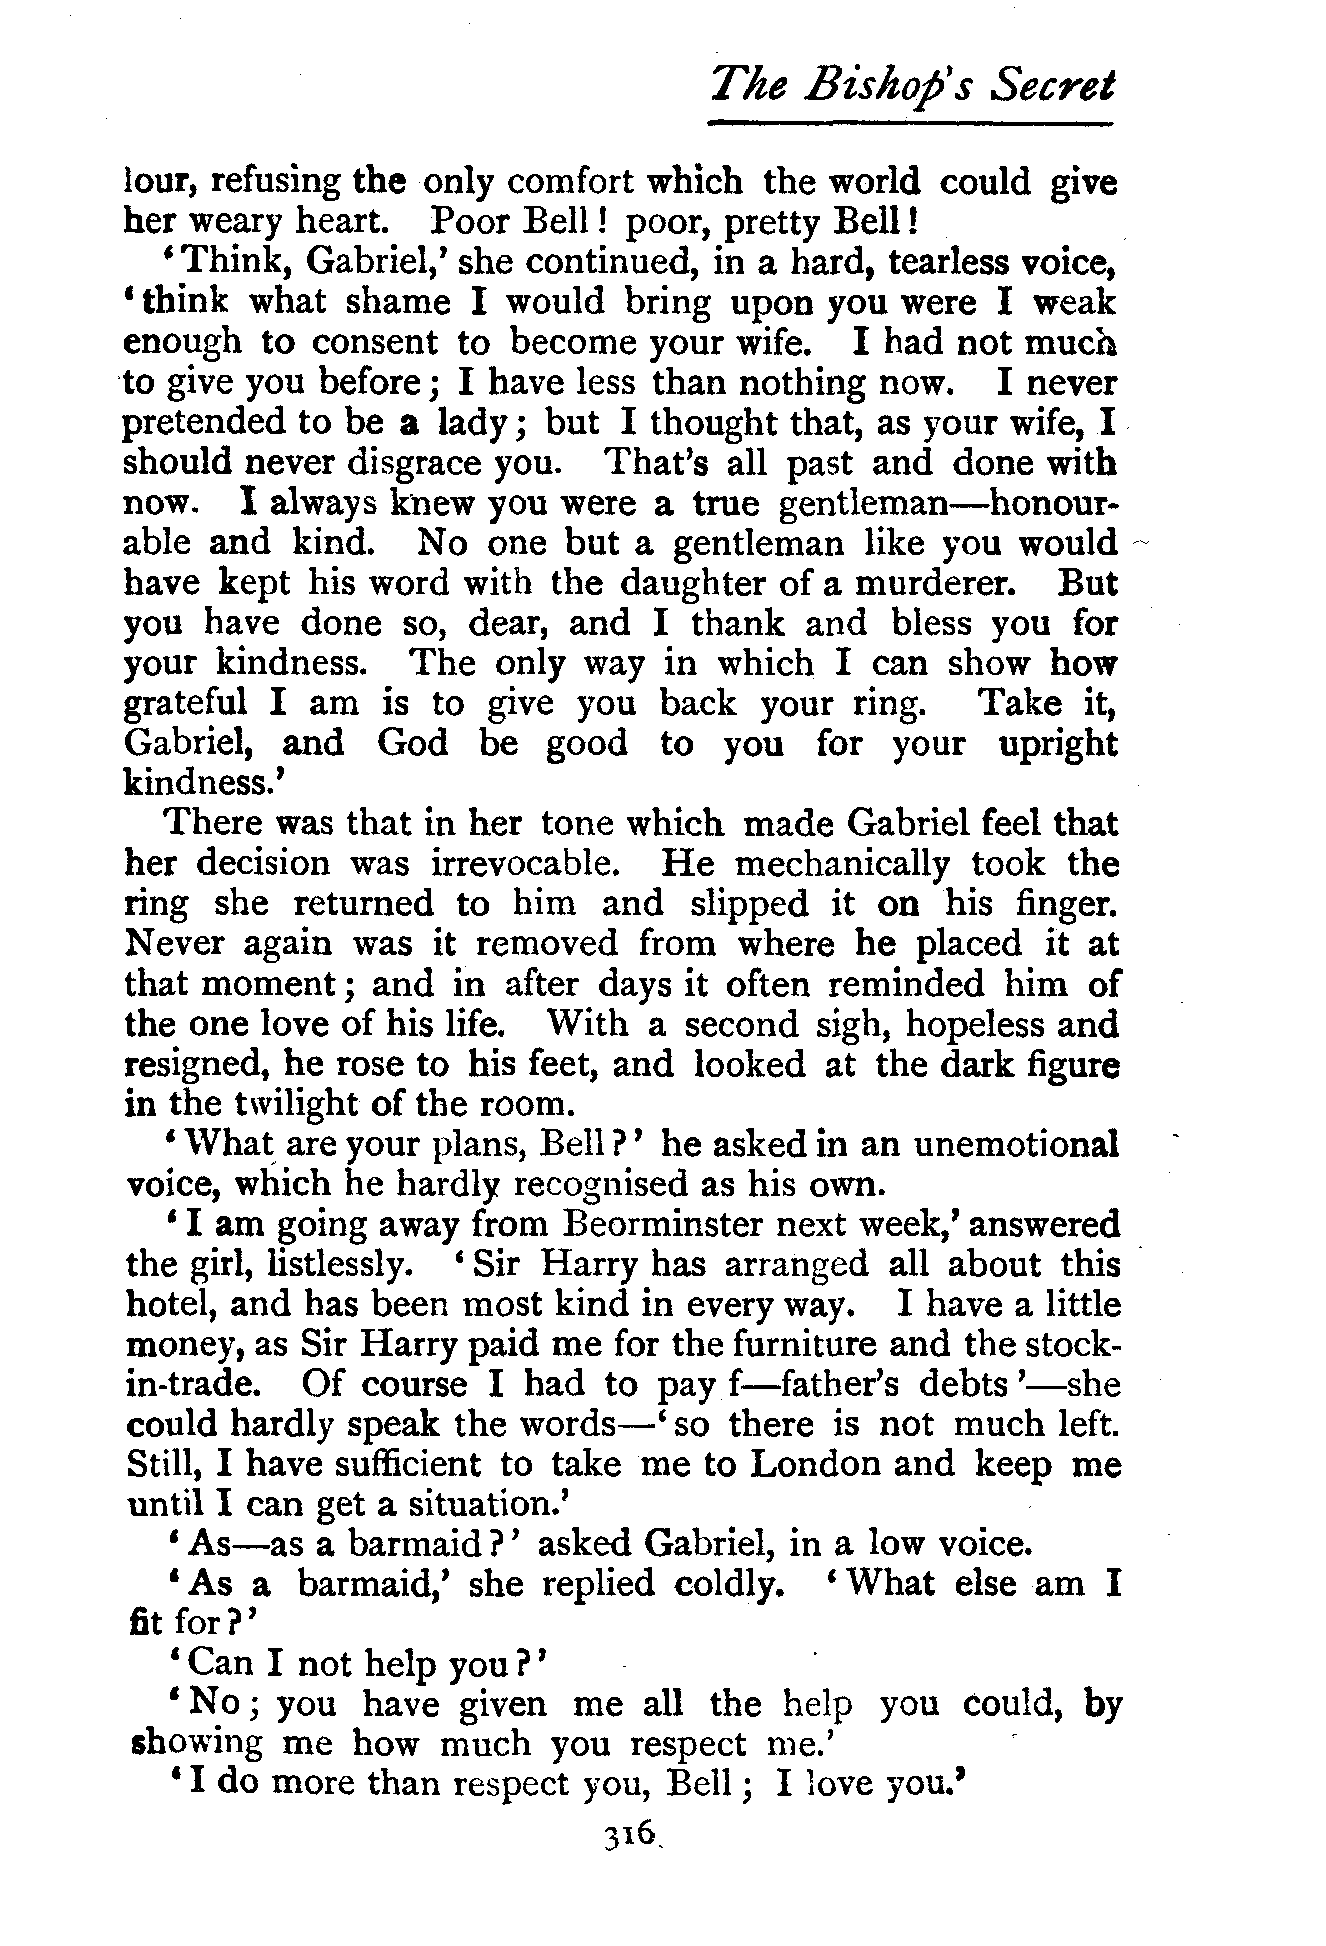 The Bishop's Secret
lour, refusing the only comfort which the world could give
her weary heart. Poor Bell! poor, pretty Bell!
‘Think, Gabriel,’ she continued, in a hard, tearless voice,
‘think what shame I would bring upon you were I weak
enough to consent to become your wife. I had not much
to give you before; I have less than nothing now. I never
pretended to be a lady; but I thought that, as your wife, I
should never disgrace you. That's all past and done with
now. I always knew you were a true gentleman—honour-
able and kind. No one but a gentleman like you would
have kept his word with the daughter of a murderer. But
you have done so, dear, and I thank and bless you for
your kindness. The only way in which I can show how
grateful I am is to give you back your ring. Take it,
Gabriel, and God be good to you for your upright
kindness.’
There was that in her tone which made Gabriel feel that
her decision was irrevocable. He mechanically took the
ring she returned to him and slipped it on his finger.
Never again was it removed from where he placed it at
that moment; and in after days it often reminded him of
the one love of his life. With a second sigh, hopeless and
resigned, he rose to his feet, and looked at the dark figure
in the twilight of the room.
‘What are your plans, Bell?’ he asked in an unemotional
voice, which he hardly recognised as his own.
‘I am going away from Beorminster next week,’ answered
the girl, listlessly. ‘Sir Harry has arranged all about this
hotel, and has been most kind in every way. I have a little
money, as Sir Harry paid me for the furniture and the stock-
in-trade. Of course I had to pay f—father's debts’—she
could hardly speak the words—‘so there is not much left.
Still, I have sufficient to take me to London and keep me
until I can get a situation.’
‘As—as a barmaid?’ asked Gabriel, in a low voice.
‘As a barmaid,’ she replied coldly. ‘What else am I
fit for?’
‘Can I not help you?’
‘No; you have given me all the help you could, by
showing me how much you respect me.’
‘I do more than respect you, Bell; I love you.’
316